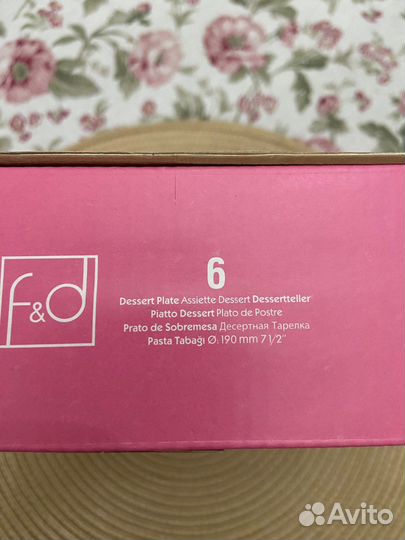 f&d
6
Dessert Plate Assiette Dessert Dessertteller
Piatto Dessert Plato de Postre
Prato de Sobremesa Десертная Тарелка
Pasta Tabağı Ø: 190 mm 7 1/2"
Avito